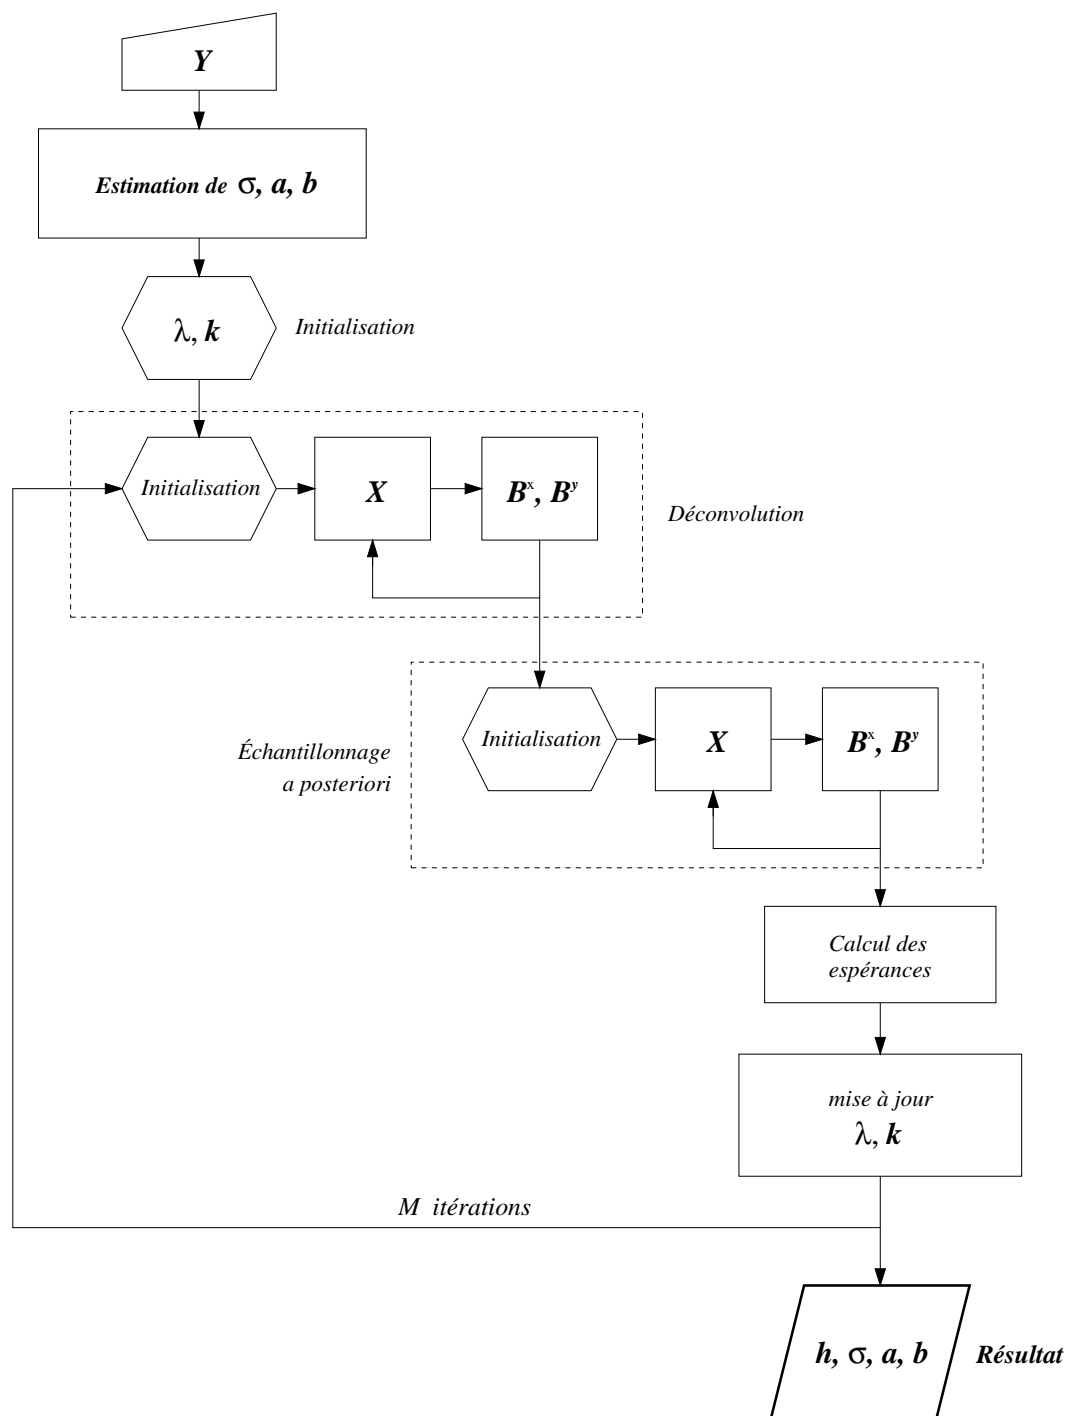 Y
Estimation de σ, a, b
λ, k
Initialisation
Initialisation
X
Bˣ, Bʸ
Déconvolution
Initialisation
X
Bˣ, Bʸ
Échantillonnage
a posteriori
Calcul des
espérances
mise à jour
λ, k
M itérations
h, σ, a, b
Résultat